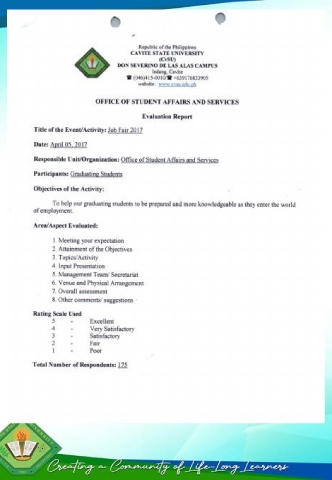 Republic of the Philippines
CAVITE STATE UNIVERSITY
(CvSU)
DON SEVERINO DE LAS ALAS CAMPUS
Indang, Cavite
☎ (046)415-0010/☎ +639178823905
website: www.cvsu.edu.ph
OFFICE OF STUDENT AFFAIRS AND SERVICES
Evaluation Report
Title of the Event/Activity: Job Fair 2017
Date: April 05, 2017
Responsible Unit/Organization: Office of Student Affairs and Services
Participants: Graduating Students
Objectives of the Activity:
To help our graduating students to be prepared and more knowledgeable as they enter the world
of employment.
Area/Aspect Evaluated:
1. Meeting your expectation
2. Attainment of the Objectives
3. Topics/Activity
4. Input Presentation
5. Management Team/ Secretariat
6. Venue and Physical Arrangement
7. Overall assessment
8. Other comments/ suggestions
Rating Scale Used
5 - Excellent
4 - Very Satisfactory
3 - Satisfactory
2 - Fair
1 - Poor
Total Number of Respondents: 175
Creating a Community of Life-Long Learners